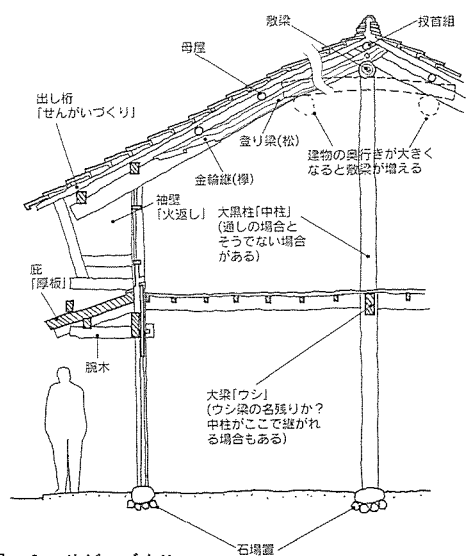 敷梁
扠首組
母屋
出し桁
「せんがいづくり」
登り梁(松)
建物の奥行きが大きく
なると敷梁が増える
金輪継(欅)
袖壁
「火返し」
大黒柱「中柱」
(通しの場合と
そうでない場合
がある)
庇
「厚板」
腕木
大梁「ウシ」
(ウシ梁の名残りか?
中柱がここで継がれ
る場合もある)
石場置